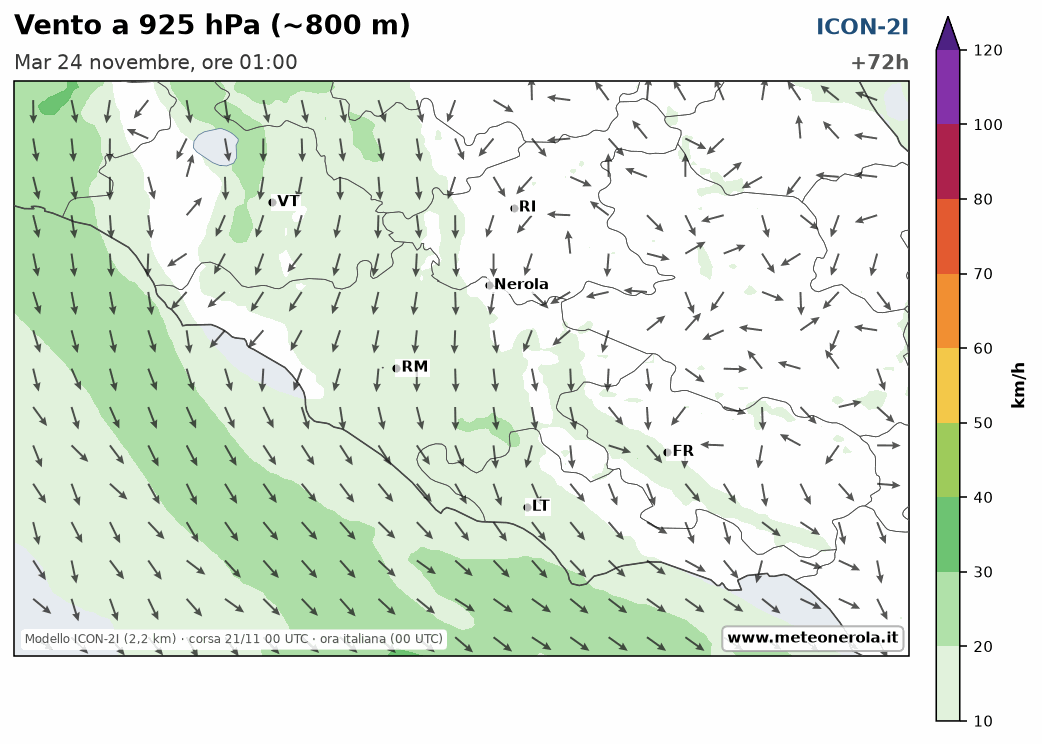 Vento a 925 hPa (~800 m)
ICON-2I
Mar 24 novembre, ore 01:00
+72h
VT
RI
Nerola
RM
FR
LT
120
100
80
70
60
50
40
30
20
10
km/h
Modello ICON-2I (2,2 km) · corsa 21/11 00 UTC · ora italiana (00 UTC)
www.meteonerola.it